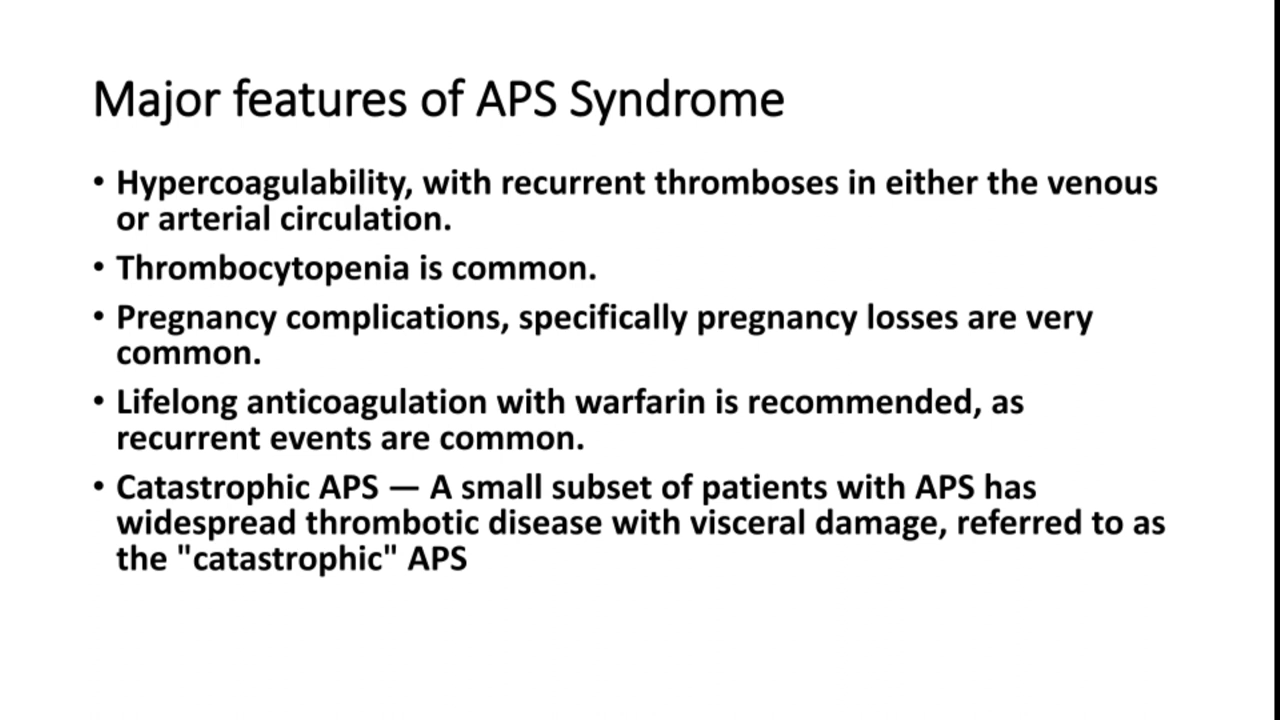 Major features of APS Syndrome
• Hypercoagulability, with recurrent thromboses in either the venous
or arterial circulation.
• Thrombocytopenia is common.
• Pregnancy complications, specifically pregnancy losses are very
common.
• Lifelong anticoagulation with warfarin is recommended, as
recurrent events are common.
• Catastrophic APS — A small subset of patients with APS has
widespread thrombotic disease with visceral damage, referred to as
the "catastrophic" APS